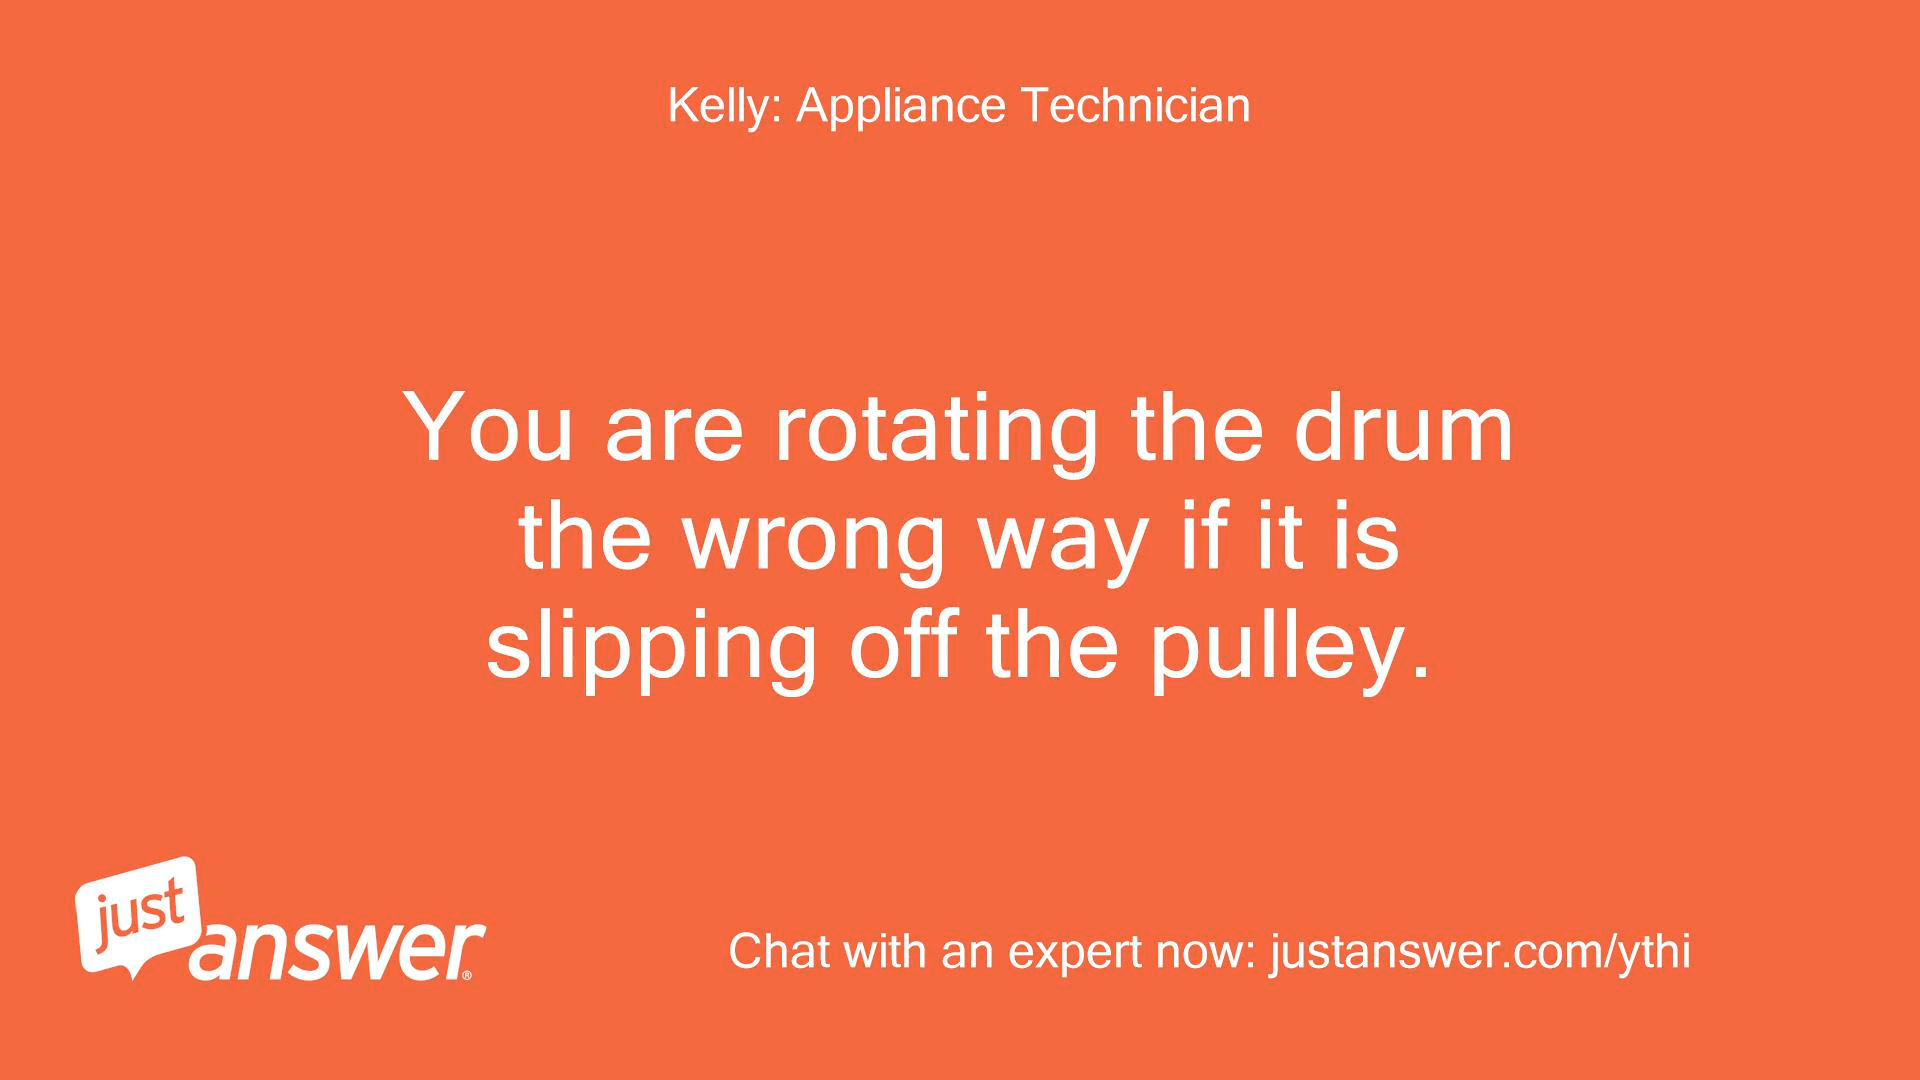 Kelly: Appliance Technician
You are rotating the drum
the wrong way if it is
slipping off the pulley.
just
answer®
Chat with an expert now: justanswer.com/ythi